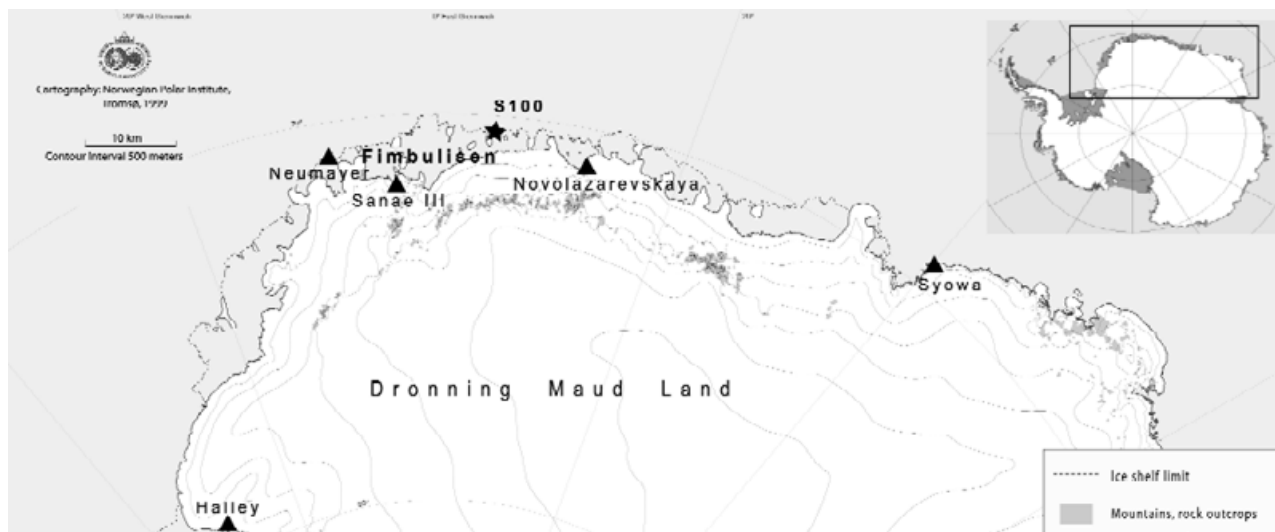 Cartography: Norwegian Polar Institute,
Tromsø, 1999
10 km
Contour Interval 500 meters
S100
Fimbulisen
Neumayer
Sanae III
Novolazarevskaya
Syowa
Dronning Maud Land
Halley
Ice shelf limit
Mountains, rock outcrops